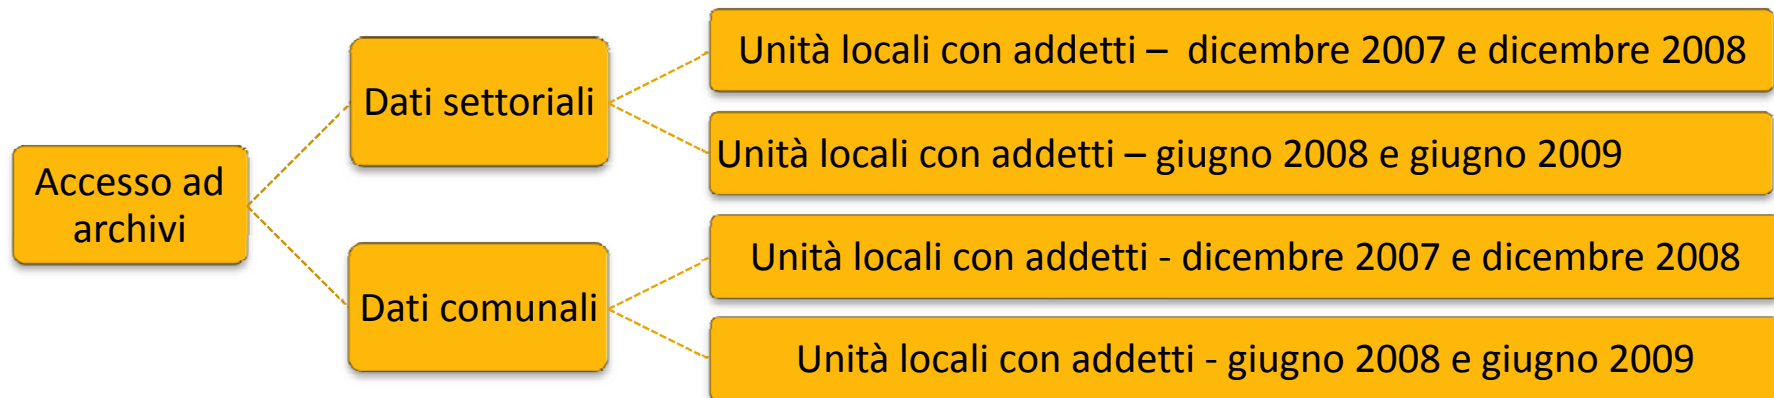 Accesso ad
archivi
Dati settoriali
Unità locali con addetti –  dicembre 2007 e dicembre 2008
Unità locali con addetti – giugno 2008 e giugno 2009
Dati comunali
Unità locali con addetti - dicembre 2007 e dicembre 2008
Unità locali con addetti - giugno 2008 e giugno 2009